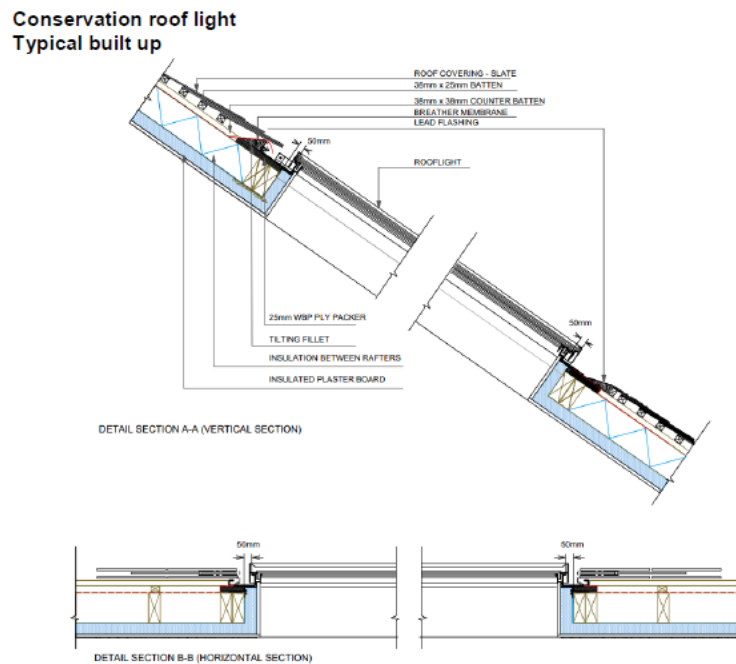 Conservation roof light
Typical built up
ROOF COVERING - SLATE
38mm x 25mm BATTEN
38mm x 38mm COUNTER BATTEN
BREATHER MEMBRANE
LEAD FLASHING
50mm
ROOFLIGHT
50mm
25mm WBP PLY PACKER
TILTING FILLET
INSULATION BETWEEN RAFTERS
INSULATED PLASTER BOARD
DETAIL SECTION A-A (VERTICAL SECTION)
50mm
50mm
DETAIL SECTION B-B (HORIZONTAL SECTION)